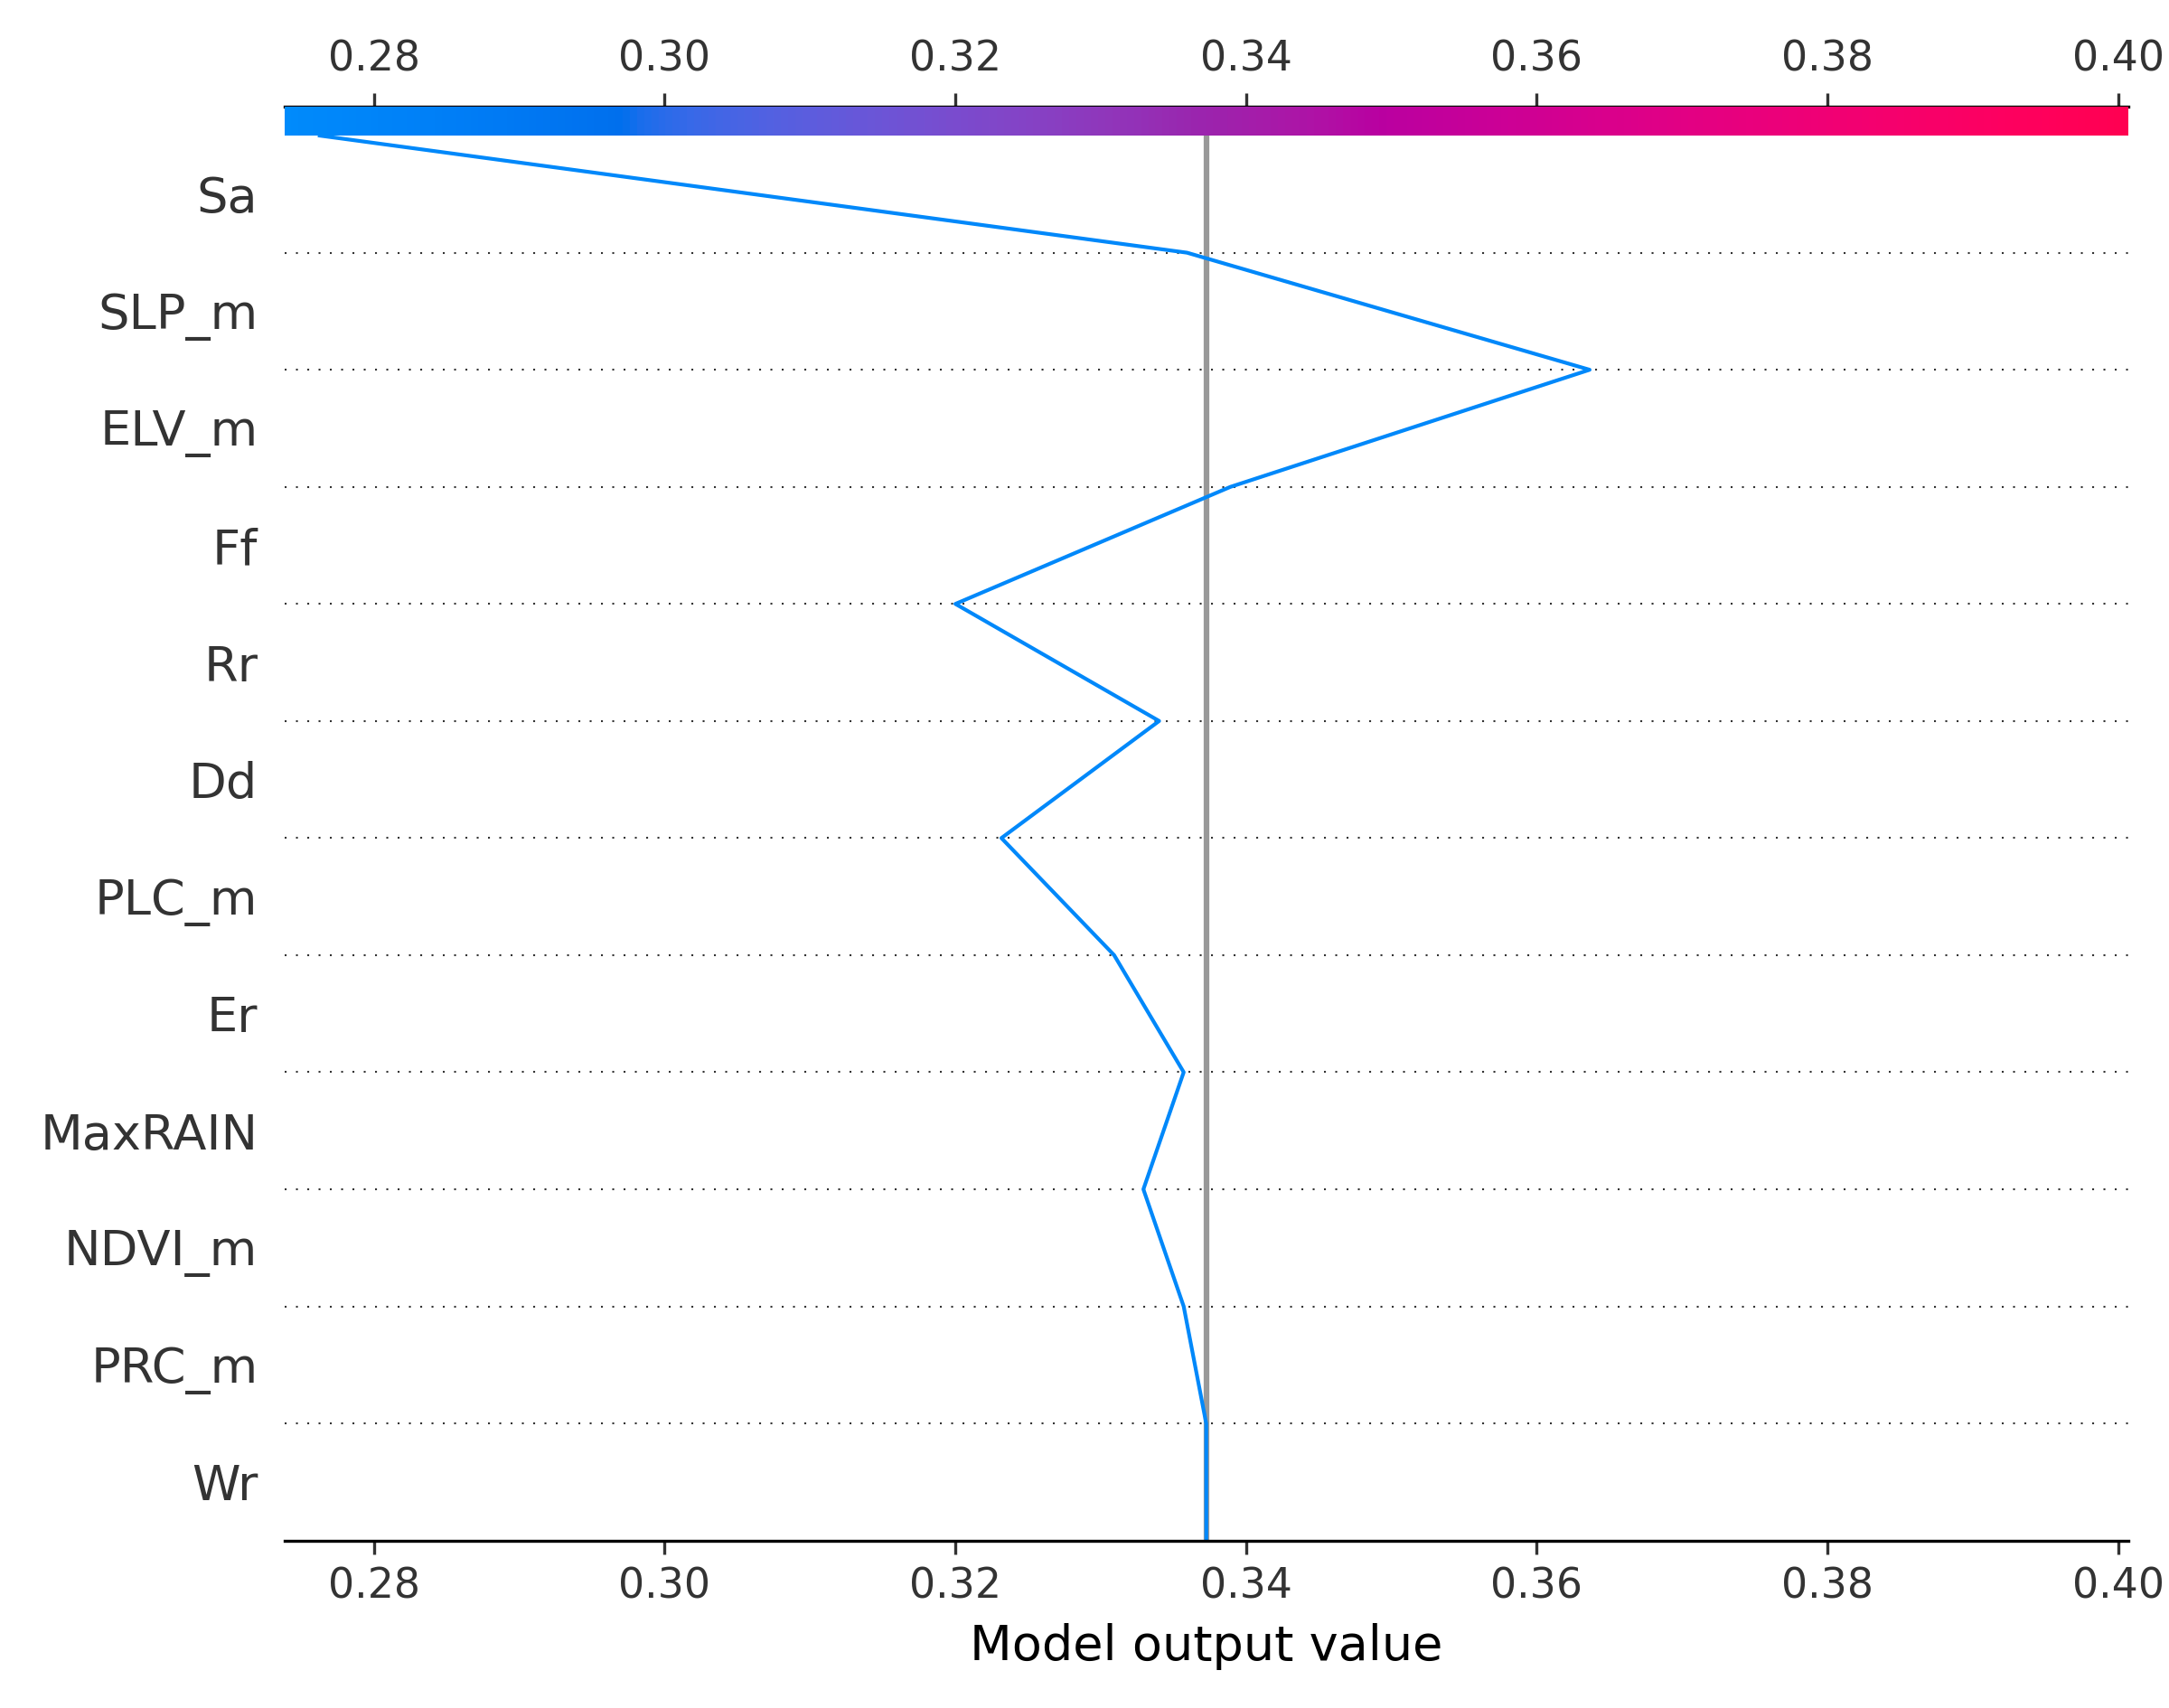 0.28 0.30 0.32 0.34 0.36 0.38 0.40
Sa
SLP_m
ELV_m
Ff
Rr
Dd
PLC_m
Er
MaxRAIN
NDVI_m
PRC_m
Wr
0.28 0.30 0.32 0.34 0.36 0.38 0.40
Model output value